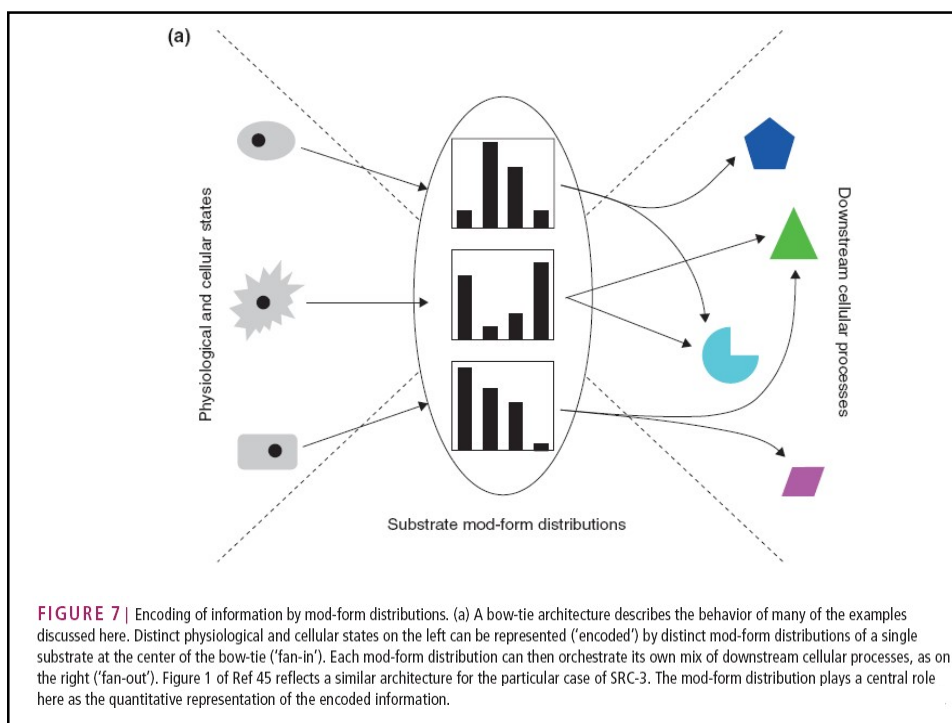 (a)
Physiological and cellular states
Downstream cellular processes
Substrate mod-form distributions
FIGURE 7 | Encoding of information by mod-form distributions. (a) A bow-tie architecture describes the behavior of many of the examples
discussed here. Distinct physiological and cellular states on the left can be represented (‘encoded’) by distinct mod-form distributions of a single
substrate at the center of the bow-tie (‘fan-in’). Each mod-form distribution can then orchestrate its own mix of downstream cellular processes, as on
the right (‘fan-out’). Figure 1 of Ref 45 reflects a similar architecture for the particular case of SRC-3. The mod-form distribution plays a central role
here as the quantitative representation of the encoded information.